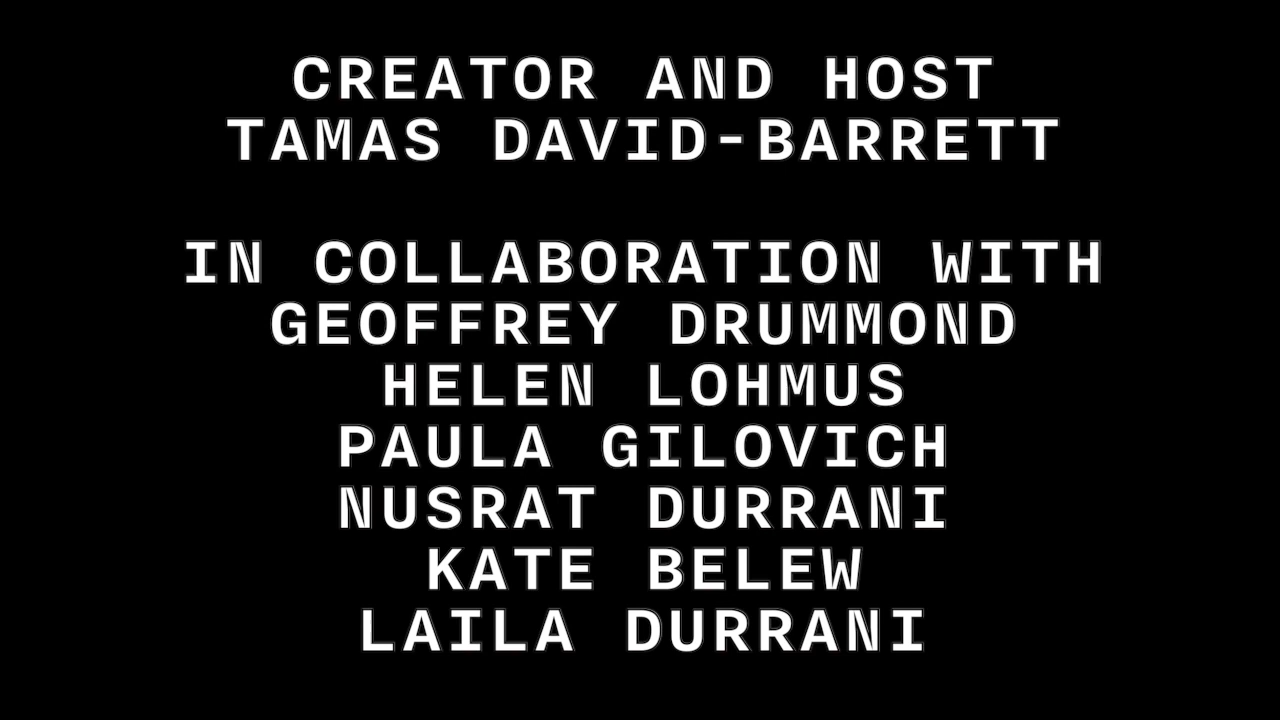 CREATOR AND HOST
TAMAS DAVID-BARRETT
IN COLLABORATION WITH
GEOFFREY DRUMMOND
HELEN LOHMUS
PAULA GILOVICH
NUSRAT DURRANI
KATE BELEW
LAILA DURRANI